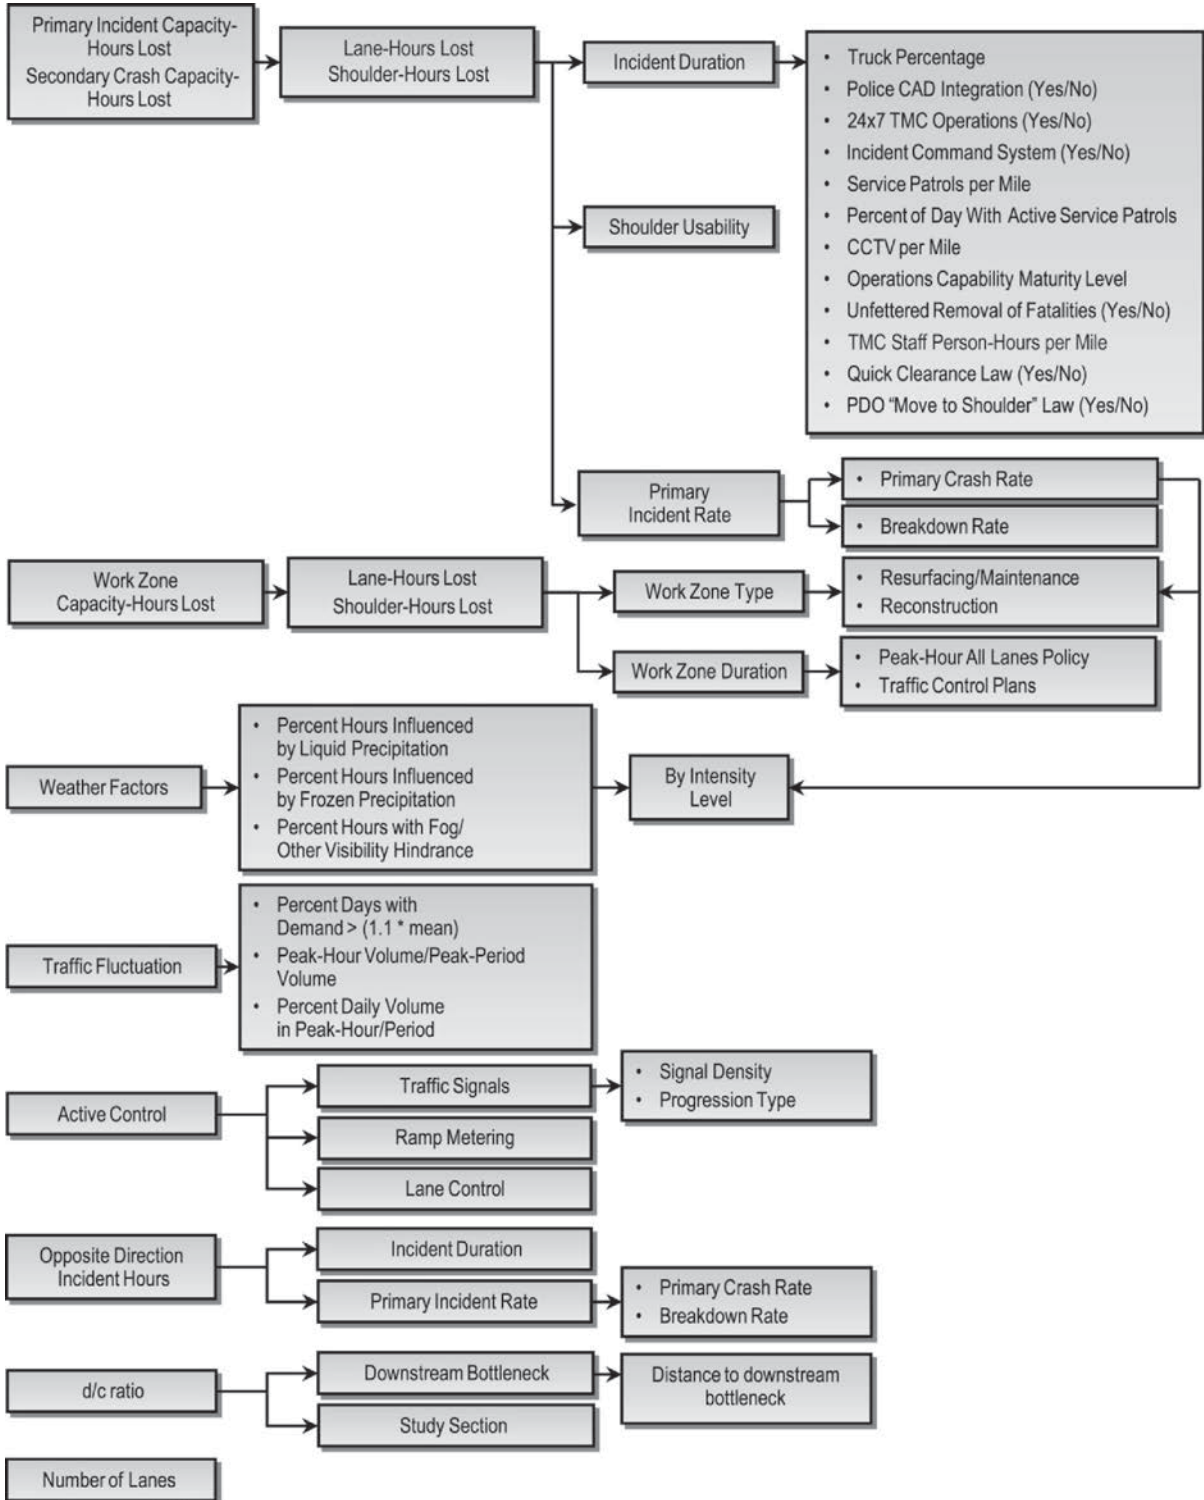 Primary Incident Capacity-
Hours Lost
Secondary Crash Capacity-
Hours Lost
Lane-Hours Lost
Shoulder-Hours Lost
Incident Duration
• Truck Percentage
• Police CAD Integration (Yes/No)
• 24x7 TMC Operations (Yes/No)
• Incident Command System (Yes/No)
• Service Patrols per Mile
• Percent of Day With Active Service Patrols
• CCTV per Mile
• Operations Capability Maturity Level
• Unfettered Removal of Fatalities (Yes/No)
• TMC Staff Person-Hours per Mile
• Quick Clearance Law (Yes/No)
• PDO “Move to Shoulder” Law (Yes/No)
Shoulder Usability
Primary
Incident Rate
• Primary Crash Rate
• Breakdown Rate
Work Zone
Capacity-Hours Lost
Lane-Hours Lost
Shoulder-Hours Lost
Work Zone Type
• Resurfacing/Maintenance
• Reconstruction
Work Zone Duration
• Peak-Hour All Lanes Policy
• Traffic Control Plans
Weather Factors
• Percent Hours Influenced
by Liquid Precipitation
• Percent Hours Influenced
by Frozen Precipitation
• Percent Hours with Fog/
Other Visibility Hindrance
By Intensity
Level
Traffic Fluctuation
• Percent Days with
Demand > (1.1 * mean)
• Peak-Hour Volume/Peak-Period
Volume
• Percent Daily Volume
in Peak-Hour/Period
Active Control
Traffic Signals
• Signal Density
• Progression Type
Ramp Metering
Lane Control
Opposite Direction
Incident Hours
Incident Duration
Primary Incident Rate
• Primary Crash Rate
• Breakdown Rate
d/c ratio
Downstream Bottleneck
Distance to downstream
bottleneck
Study Section
Number of Lanes